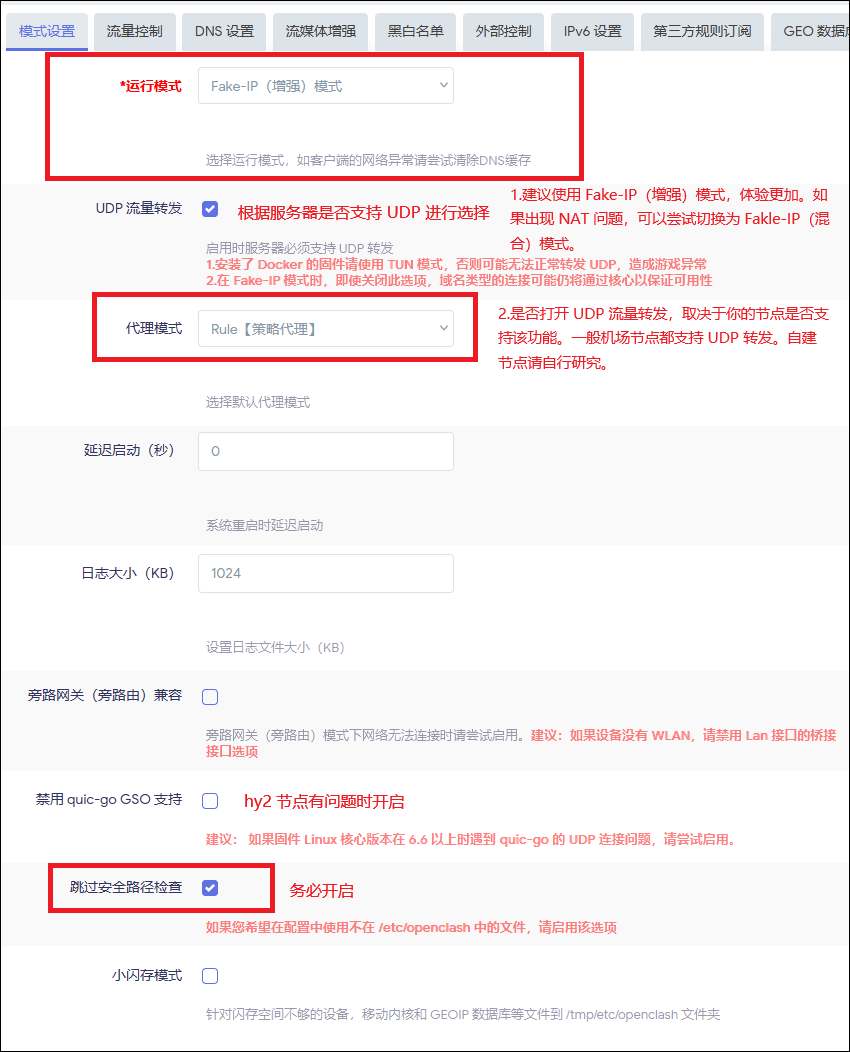 模式设置 流量控制 DNS 设置 流媒体增强 黑白名单 外部控制 IPv6 设置 第三方规则订阅 GEO 数据
*运行模式 Fake-IP（增强）模式
选择运行模式，如客户端的网络异常请尝试清除DNS缓存
UDP 流量转发 根据服务器是否支持 UDP 进行选择
1.建议使用 Fake-IP（增强）模式，体验更加。如
果出现 NAT 问题，可以尝试切换为 Fakle-IP（混
合）模式。
启用时服务器必须支持 UDP 转发
1.安装了 Docker 的固件请使用 TUN 模式，否则可能无法正常转发 UDP，造成游戏异常
2.在 Fake-IP 模式时，即使关闭此选项，域名类型的连接可能仍将通过核心以保证可用性
代理模式 Rule【策略代理】
2.是否打开 UDP 流量转发，取决于你的节点是否支
持该功能。一般机场节点都支持 UDP 转发。自建
节点请自行研究。
选择默认代理模式
延迟启动（秒） 0
系统重启时延迟启动
日志大小（KB） 1024
设置日志文件大小（KB）
旁路网关（旁路由）兼容
旁路网关（旁路由）模式下网络无法连接时请尝试启用。建议：如果设备没有 WLAN，请禁用 Lan 接口的桥接
接口选项
禁用 quic-go GSO 支持 hy2 节点有问题时开启
建议： 如果固件 Linux 核心版本在 6.6 以上时遇到 quic-go 的 UDP 连接问题，请尝试启用。
跳过安全路径检查 务必开启
如果您希望在配置中使用不在 /etc/openclash 中的文件，请启用该选项
小闪存模式
针对闪存空间不够的设备，移动内核和 GEOIP 数据库等文件到 /tmp/etc/openclash 文件夹